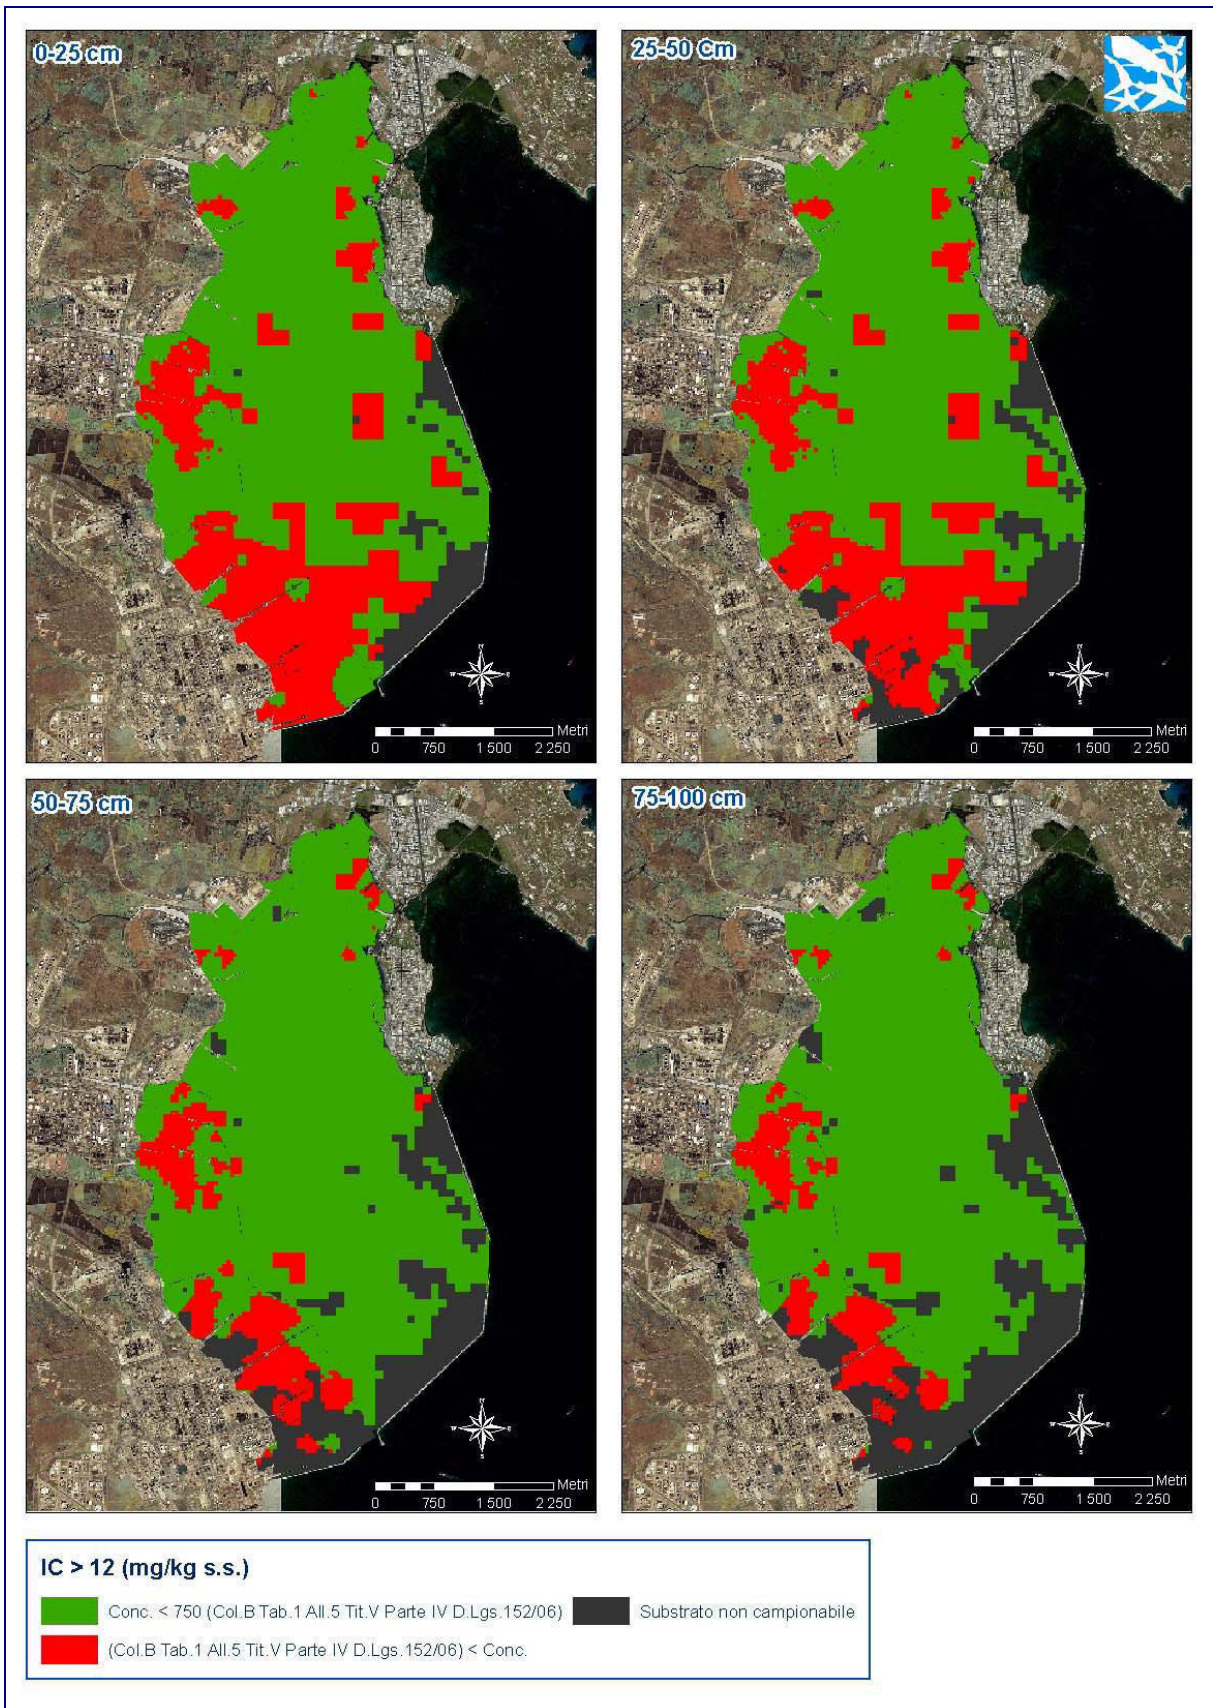 0-25 cm
25-50 Cm
Metri
0 750 1 500 2 250
Metri
0 750 1 500 2 250
50-75 cm
75-100 cm
Metri
0 750 1 500 2 250
Metri
0 750 1 500 2 250
IC > 12 (mg/kg s.s.)
Conc. < 750 (Col.B Tab.1 All.5 Tit.V Parte IV D.Lgs.152/06)
Substrato non campionabile
(Col.B Tab.1 All.5 Tit.V Parte IV D.Lgs.152/06) < Conc.